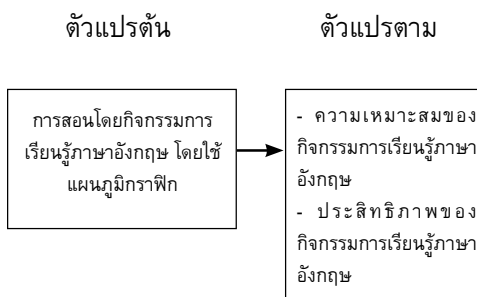 ตัวแปรต้น
ตัวแปรตาม
การสอนโดยกิจกรรมการ
เรียนรู้ภาษาอังกฤษ โดยใช้
แผนภูมิกราฟิก
- ความเหมาะสมของ
กิจกรรมการเรียนรู้ภาษา
อังกฤษ
- ประสิทธิภาพของ
กิจกรรมการเรียนรู้ภาษา
อังกฤษ